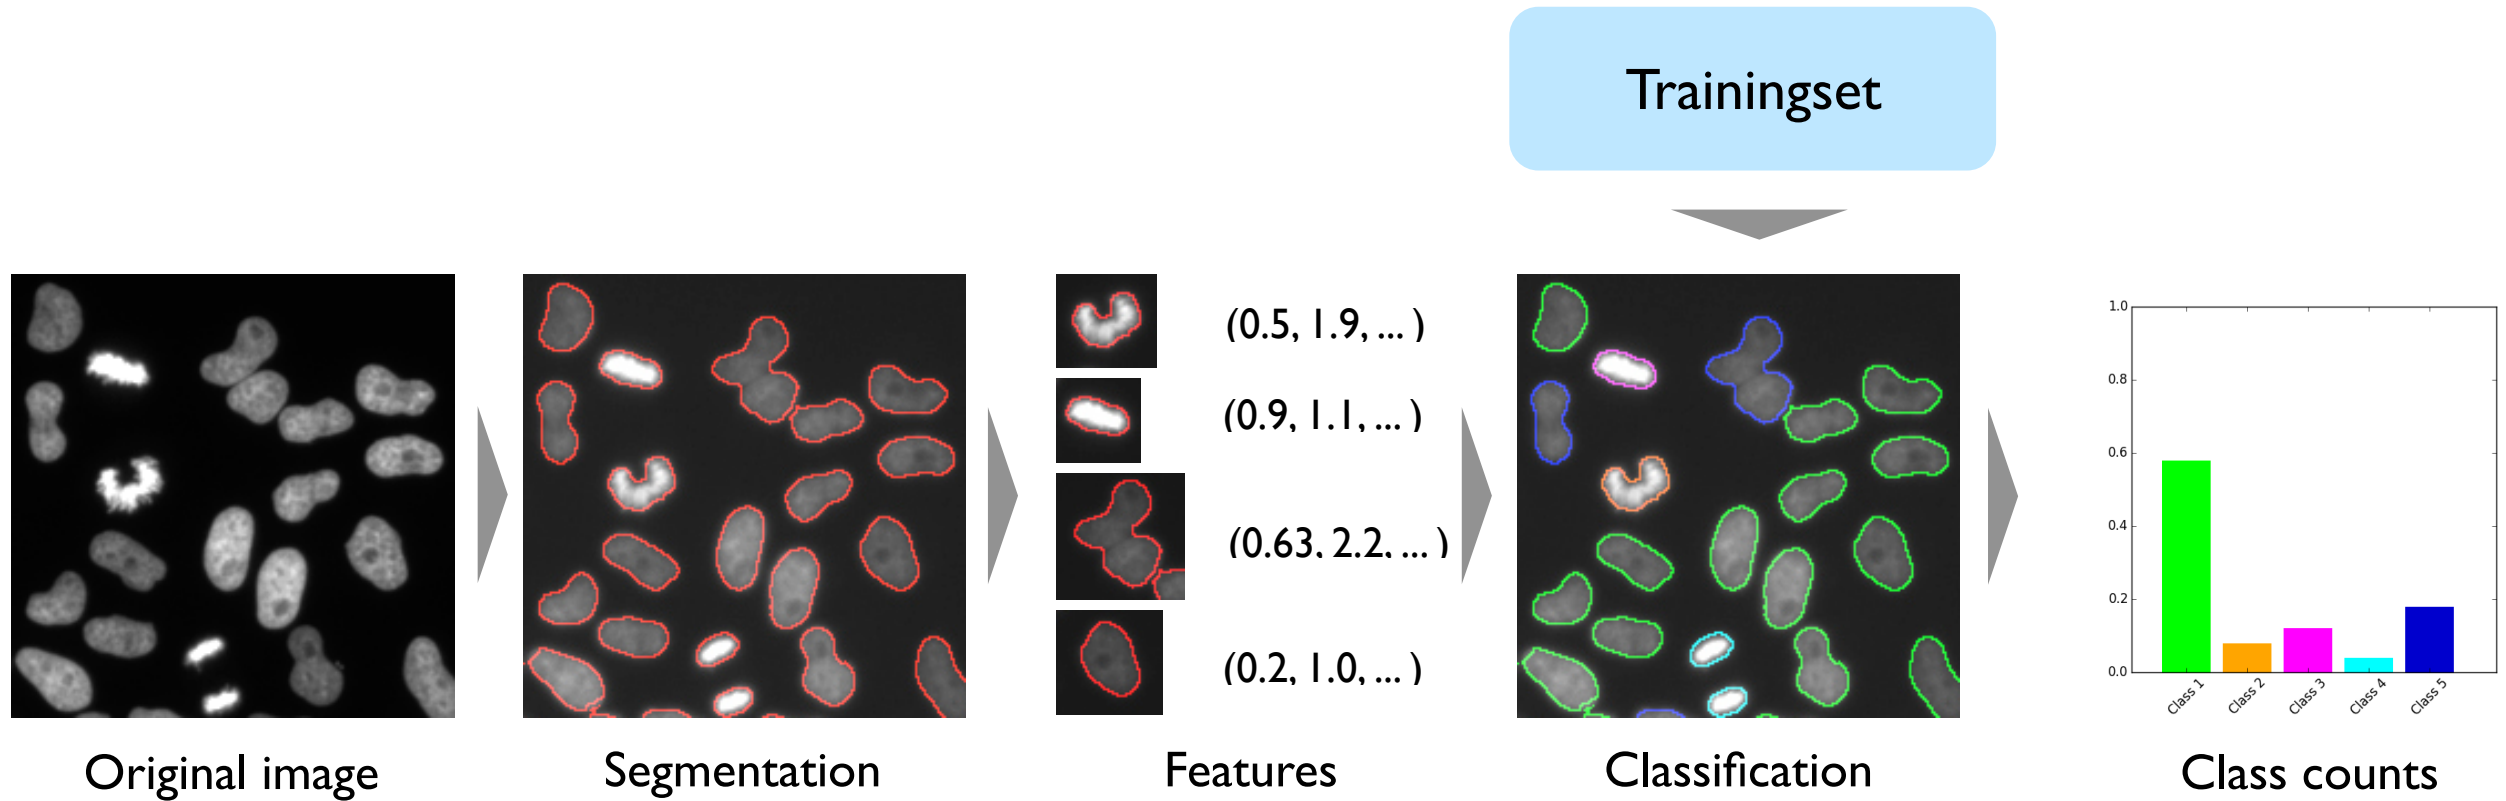 Trainingset
(0.5, 1.9, ... )
(0.9, 1.1, ... )
(0.63, 2.2, ... )
(0.2, 1.0, ... )
1.0
0.8
0.6
0.4
0.2
0.0
Class 1
Class 2
Class 3
Class 4
Class 5
Original image
Segmentation
Features
Classification
Class counts